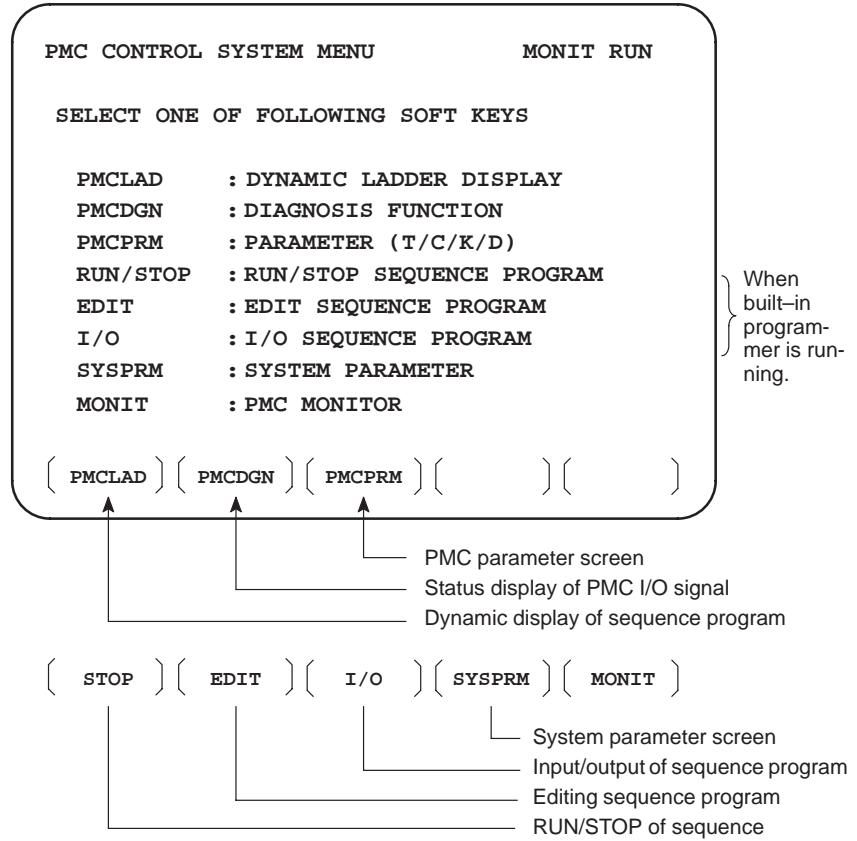 PMC CONTROL SYSTEM MENU MONIT RUN
SELECT ONE OF FOLLOWING SOFT KEYS
PMCLAD : DYNAMIC LADDER DISPLAY
PMCDGN : DIAGNOSIS FUNCTION
PMCPRM : PARAMETER (T/C/K/D)
RUN/STOP : RUN/STOP SEQUENCE PROGRAM
EDIT : EDIT SEQUENCE PROGRAM
I/O : I/O SEQUENCE PROGRAM
SYSPRM : SYSTEM PARAMETER
MONIT : PMC MONITOR
When
built–in
program-
mer is run-
ning.
PMCLAD PMCDGN PMCPRM
PMC parameter screen
Status display of PMC I/O signal
Dynamic display of sequence program
STOP EDIT I/O SYSPRM MONIT
System parameter screen
Input/output of sequence program
Editing sequence program
RUN/STOP of sequence